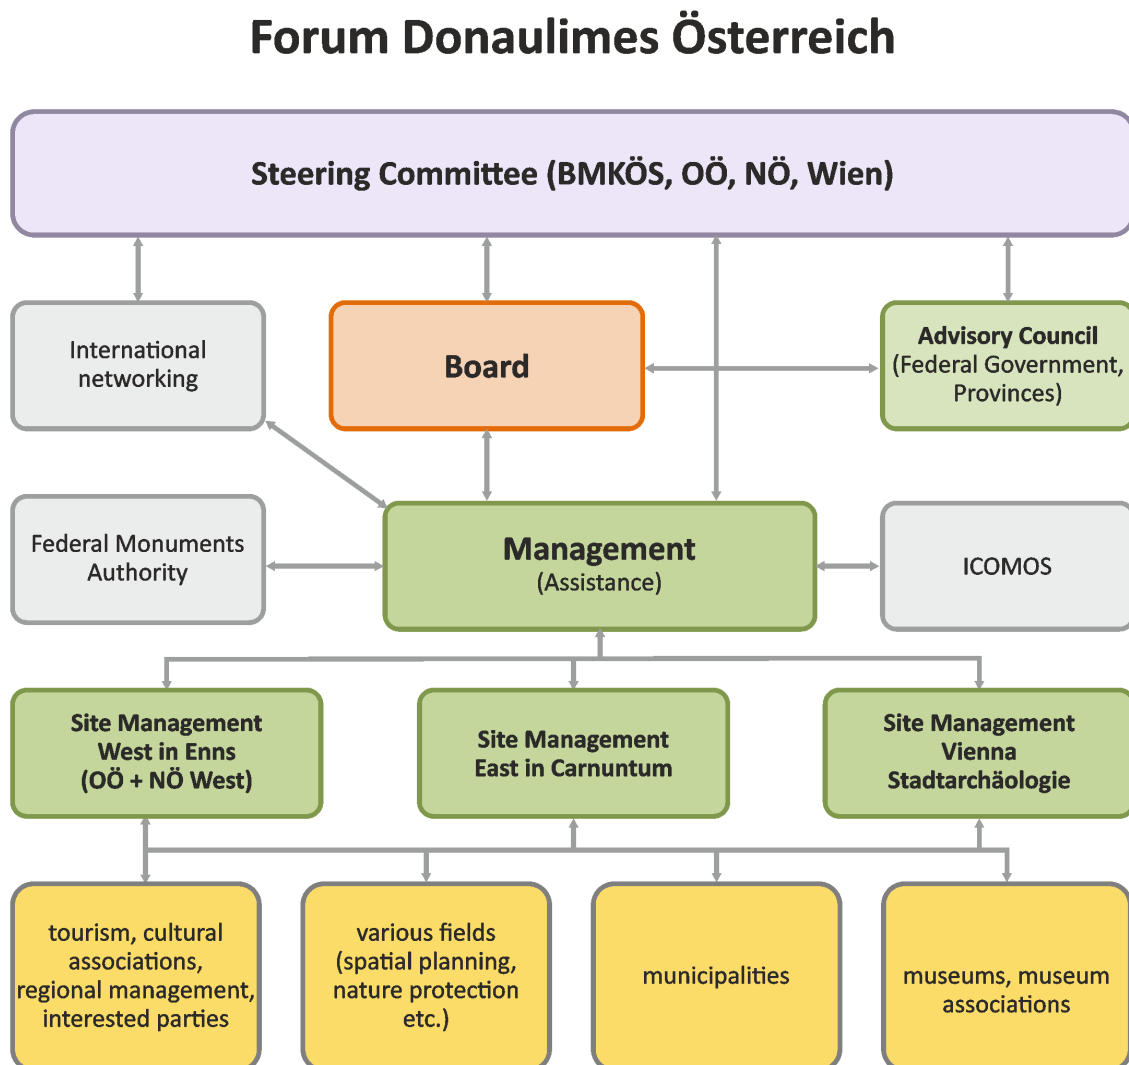 Forum Donaulimes Österreich
Steering Committee (BMKÖS, OÖ, NÖ, Wien)
International
networking
Board
Advisory Council
(Federal Government,
Provinces)
Federal Monuments
Authority
Management
(Assistance)
ICOMOS
Site Management
West in Enns
(OÖ + NÖ West)
Site Management
East in Carnuntum
Site Management
Vienna
Stadtarchäologie
tourism, cultural
associations,
regional management,
interested parties
various fields
(spatial planning,
nature protection
etc.)
municipalities
museums, museum
associations